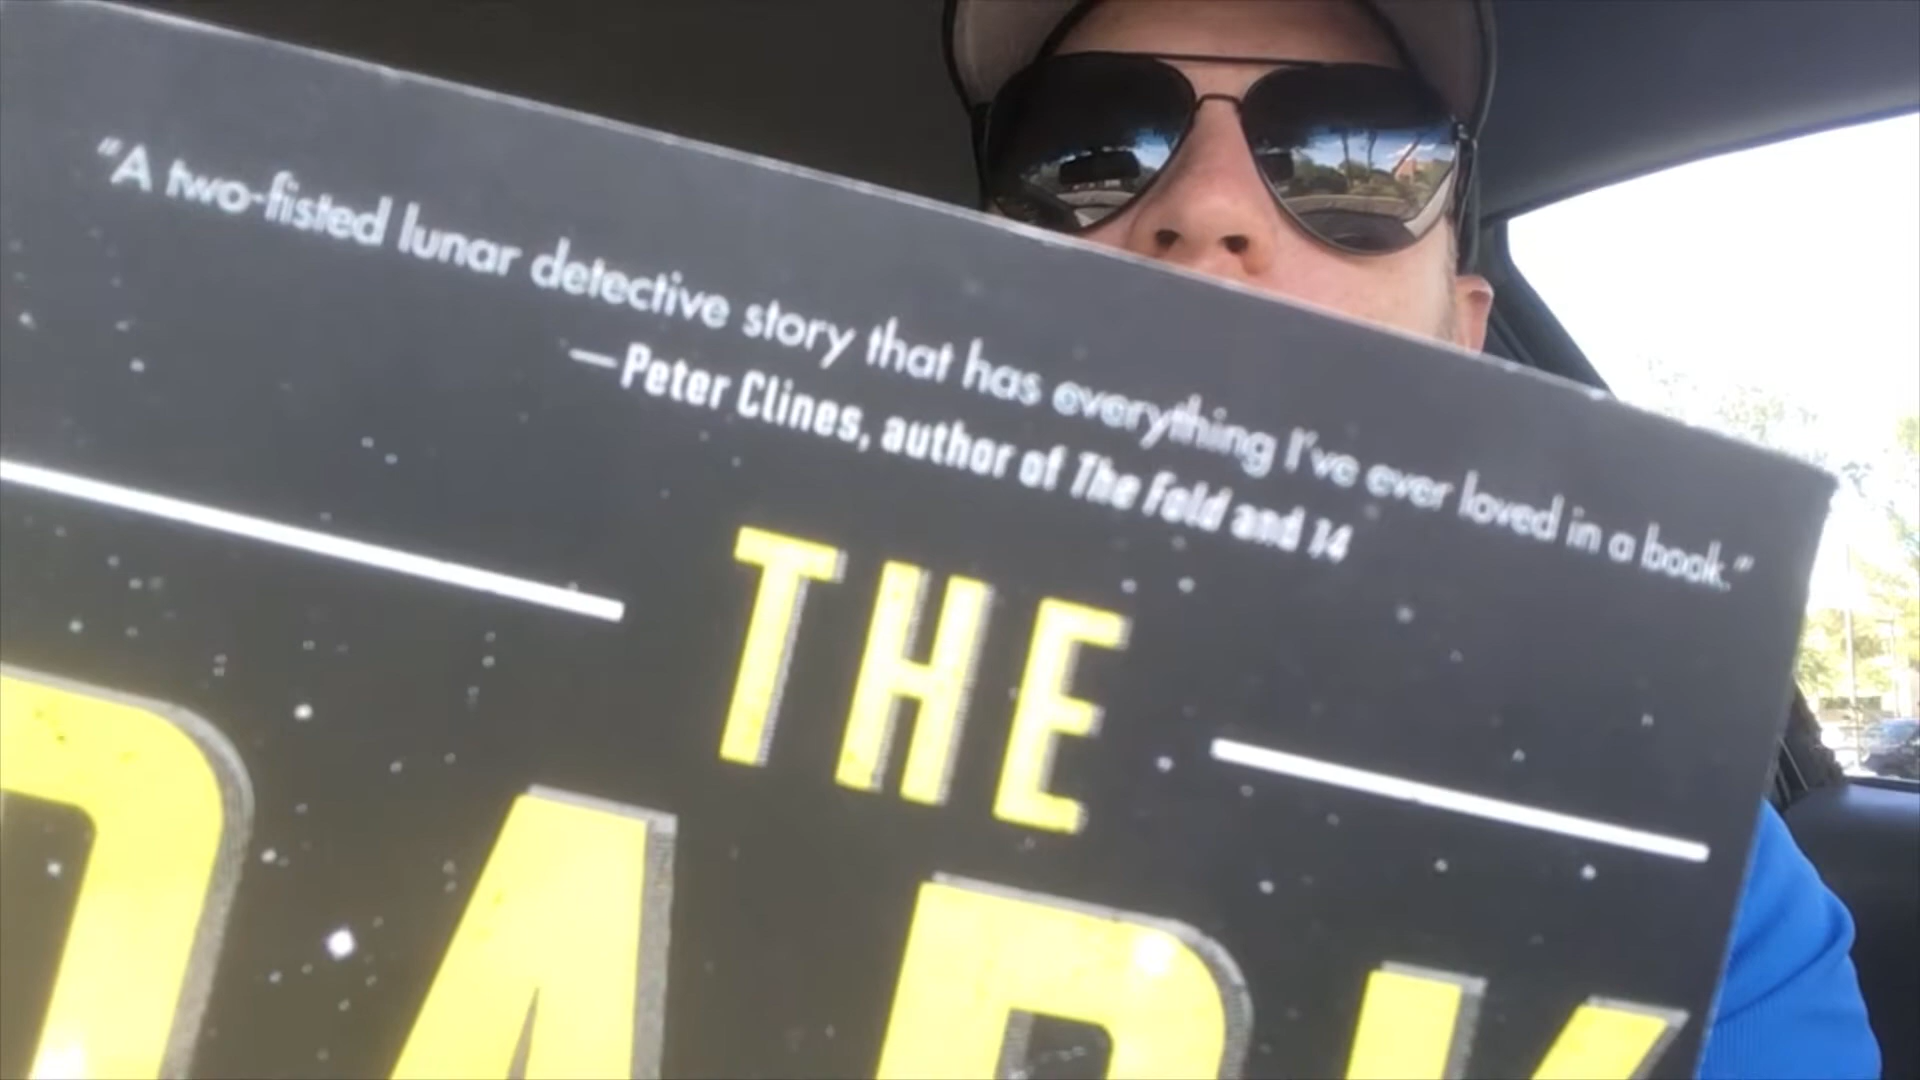 "A two-fisted lunar detective story that has everything I've ever loved in a book."
—Peter Clines, author of The Fold and 14
THE
DARK